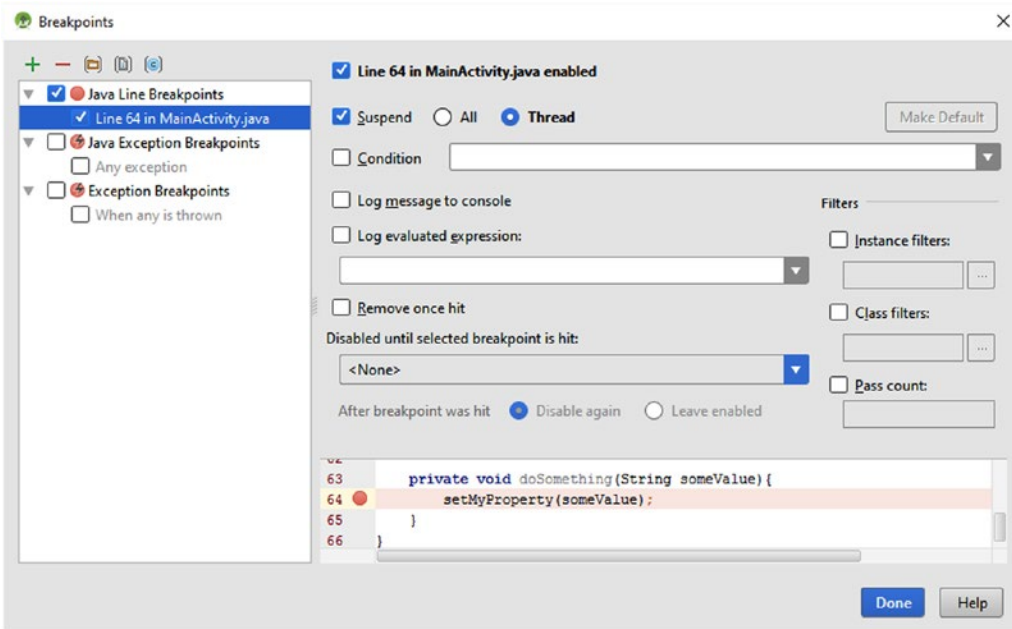 Breakpoints
Java Line Breakpoints
Line 64 in MainActivity.java
Java Exception Breakpoints
Any exception
Exception Breakpoints
When any is thrown
Line 64 in MainActivity.java enabled
Suspend All Thread Make Default
Condition
Log message to console
Log evaluated expression:
Remove once hit
Disabled until selected breakpoint is hit:
<None>
After breakpoint was hit Disable again Leave enabled
Filters
Instance filters:
...
Class filters:
...
Pass count:
62
63 private void doSomething(String someValue){
64 setMyProperty(someValue);
65 }
66 }
Done Help